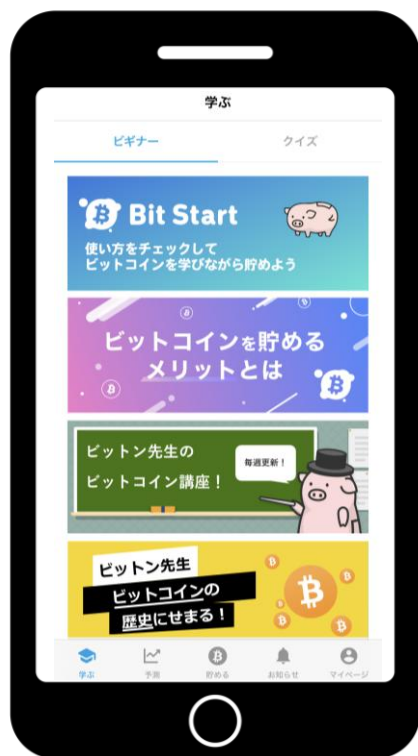 学ぶ
ビギナー
クイズ
Bit Start
使い方をチェックして
ビットコインを学びながら貯めよう
ビットコインを貯める
メリットとは
ビットン先生の
ビットコイン講座！
毎週更新！
ビットン先生
ビットコインの
歴史にせまる！
学ぶ
予測
貯める
お知らせ
マイページ